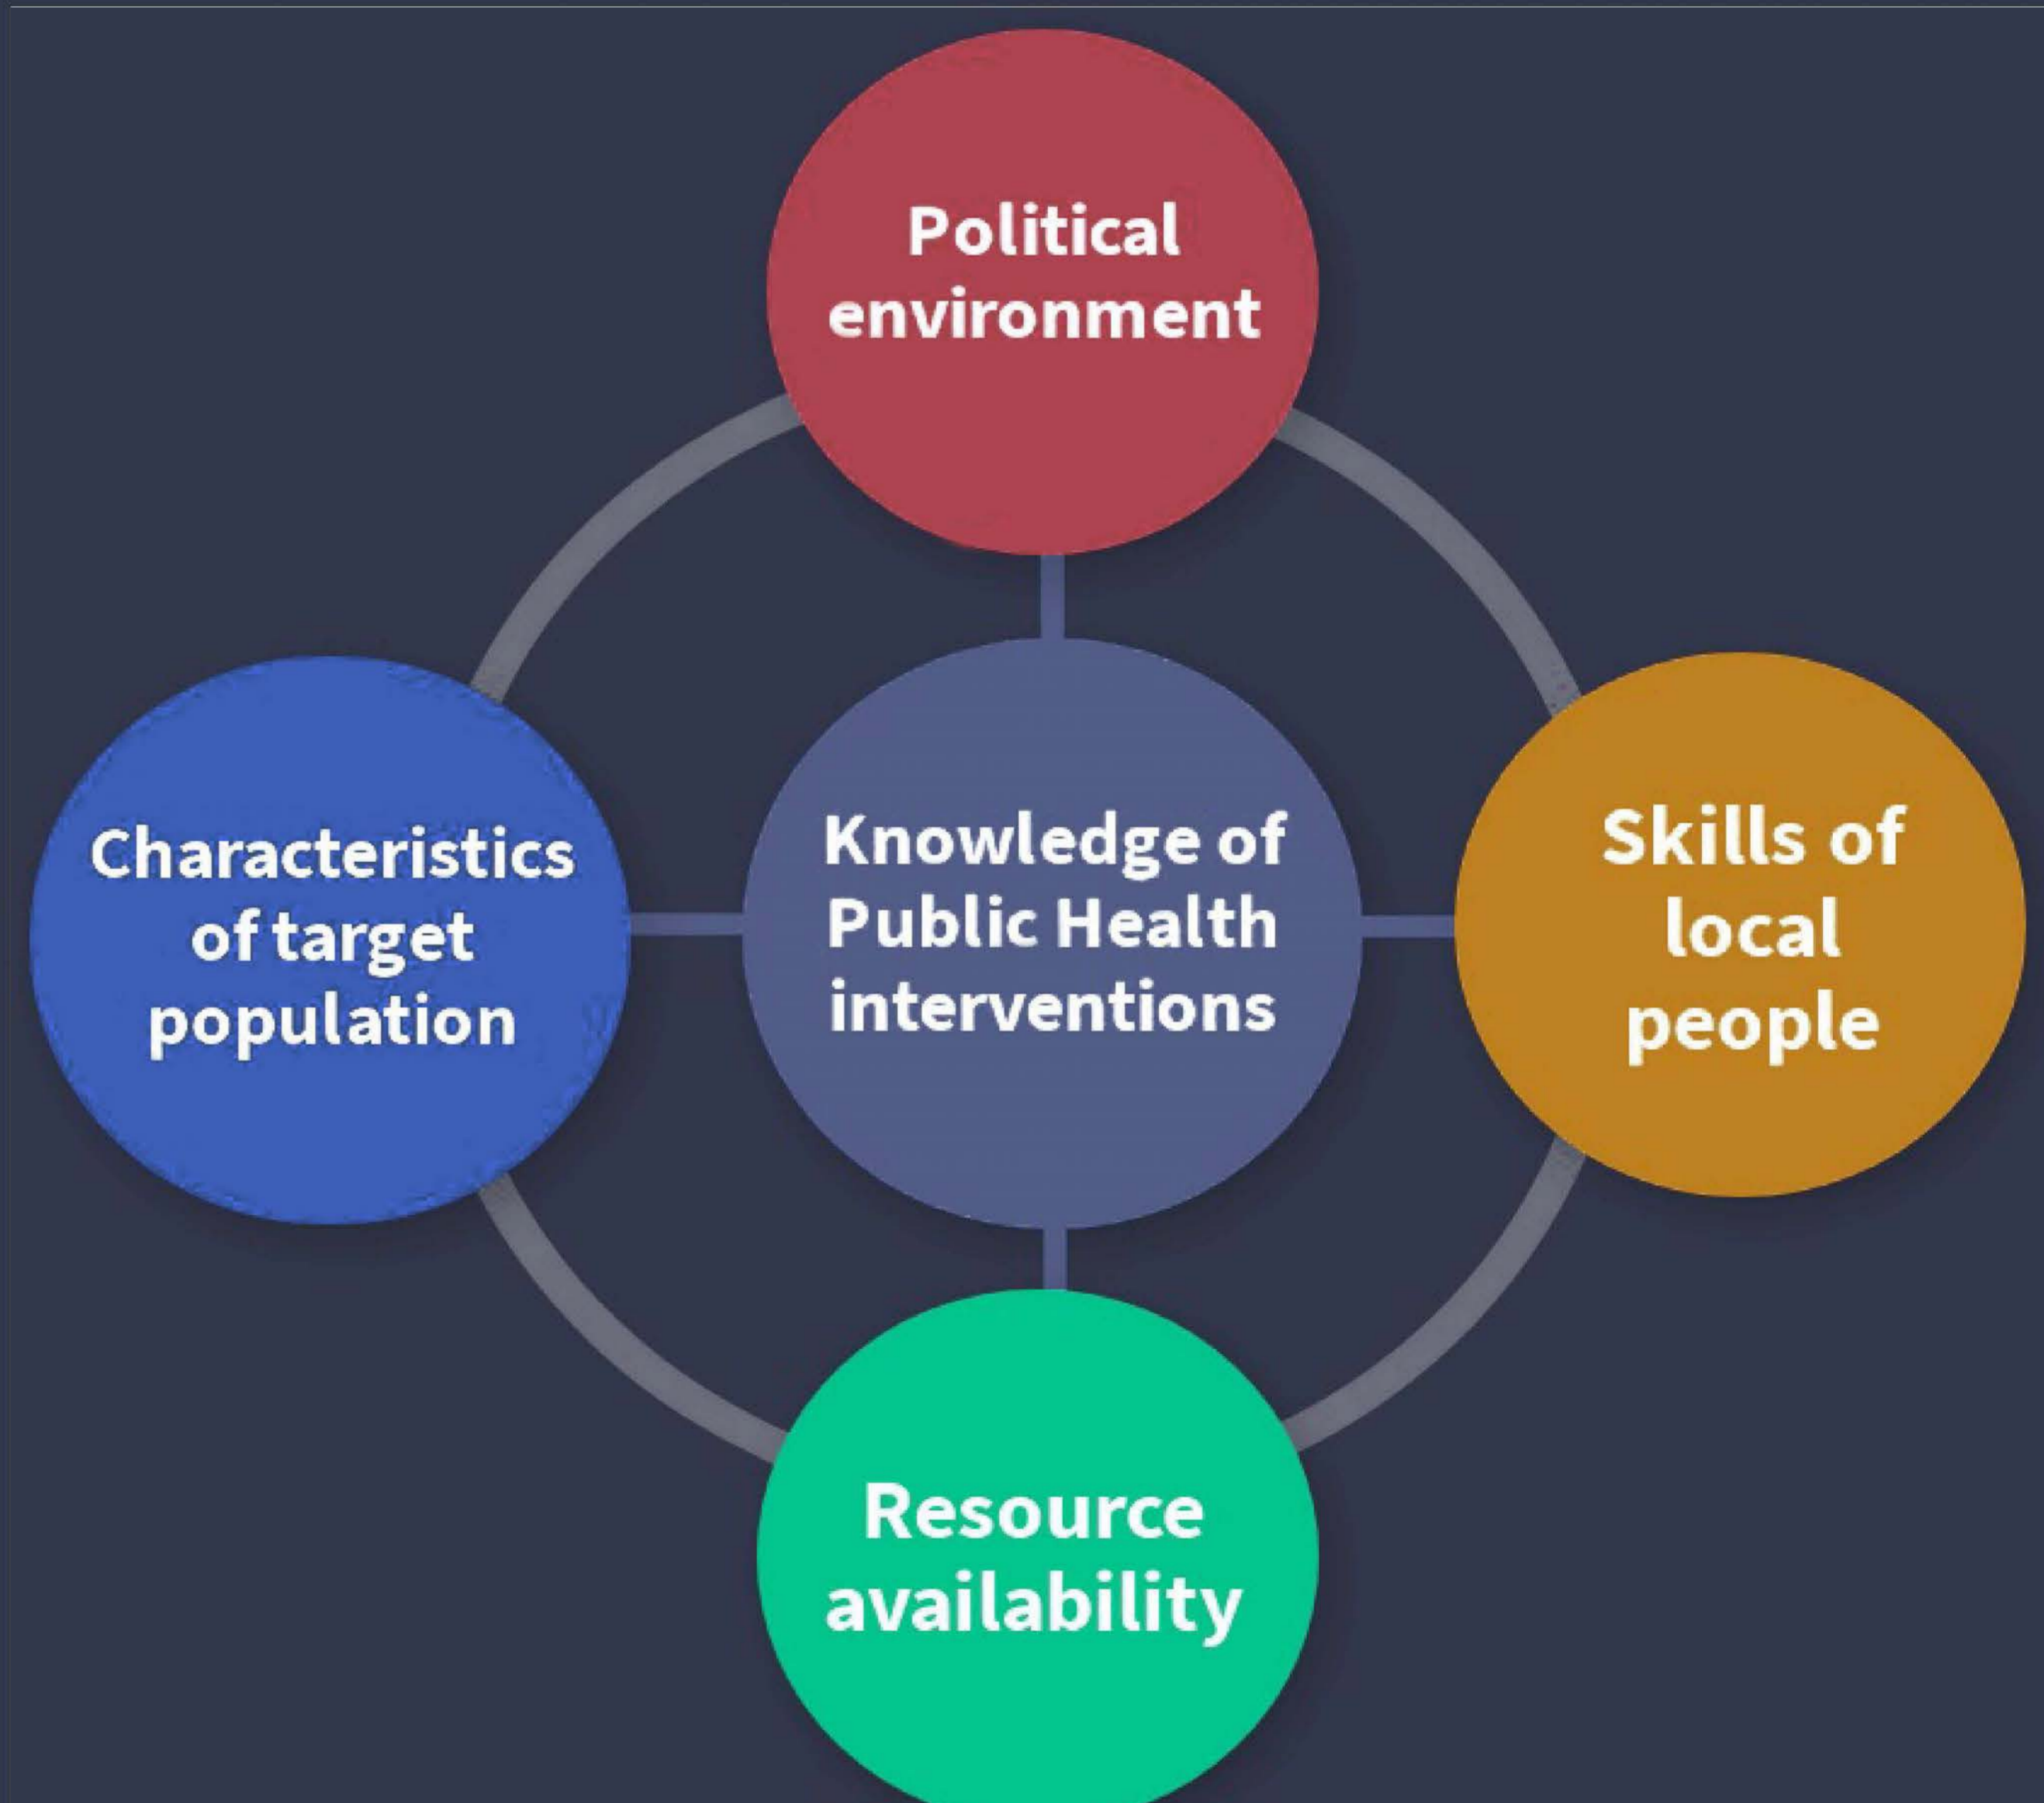 Political
environment
Characteristics
of target
population
Knowledge of
Public Health
interventions
Skills of
local
people
Resource
availability